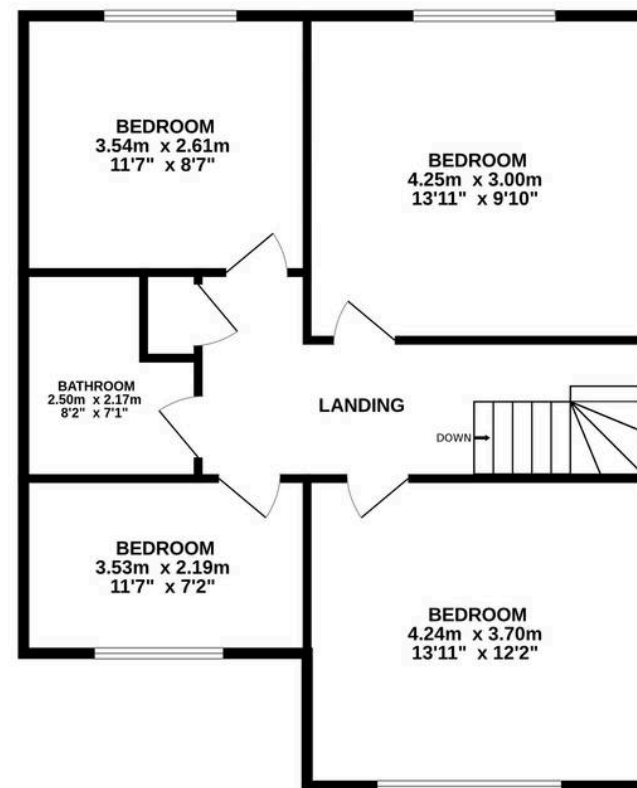 BEDROOM
3.54m x 2.61m
11'7" x 8'7"
BEDROOM
4.25m x 3.00m
13'11" x 9'10"
BATHROOM
2.50m x 2.17m
8'2" x 7'1"
LANDING
DOWN
BEDROOM
3.53m x 2.19m
11'7" x 7'2"
BEDROOM
4.24m x 3.70m
13'11" x 12'2"